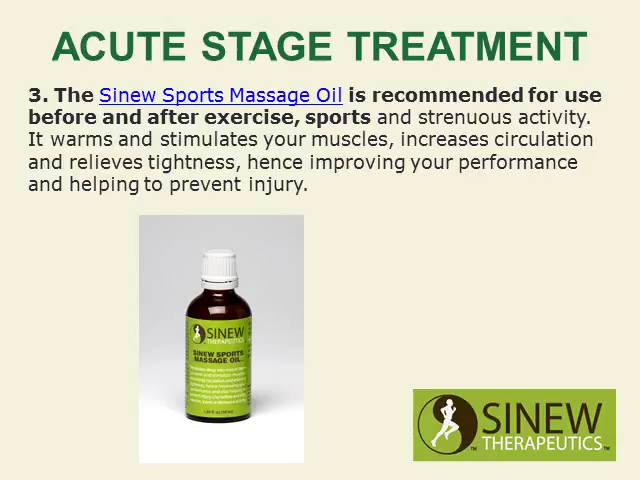 ACUTE STAGE TREATMENT
3. The Sinew Sports Massage Oil is recommended for use
before and after exercise, sports and strenuous activity.
It warms and stimulates your muscles, increases circulation
and relieves tightness, hence improving your performance
and helping to prevent injury.
SINEW
THERAPEUTICS
SINEW SPORTS
MASSAGE OIL
SINEW
THERAPEUTICS™